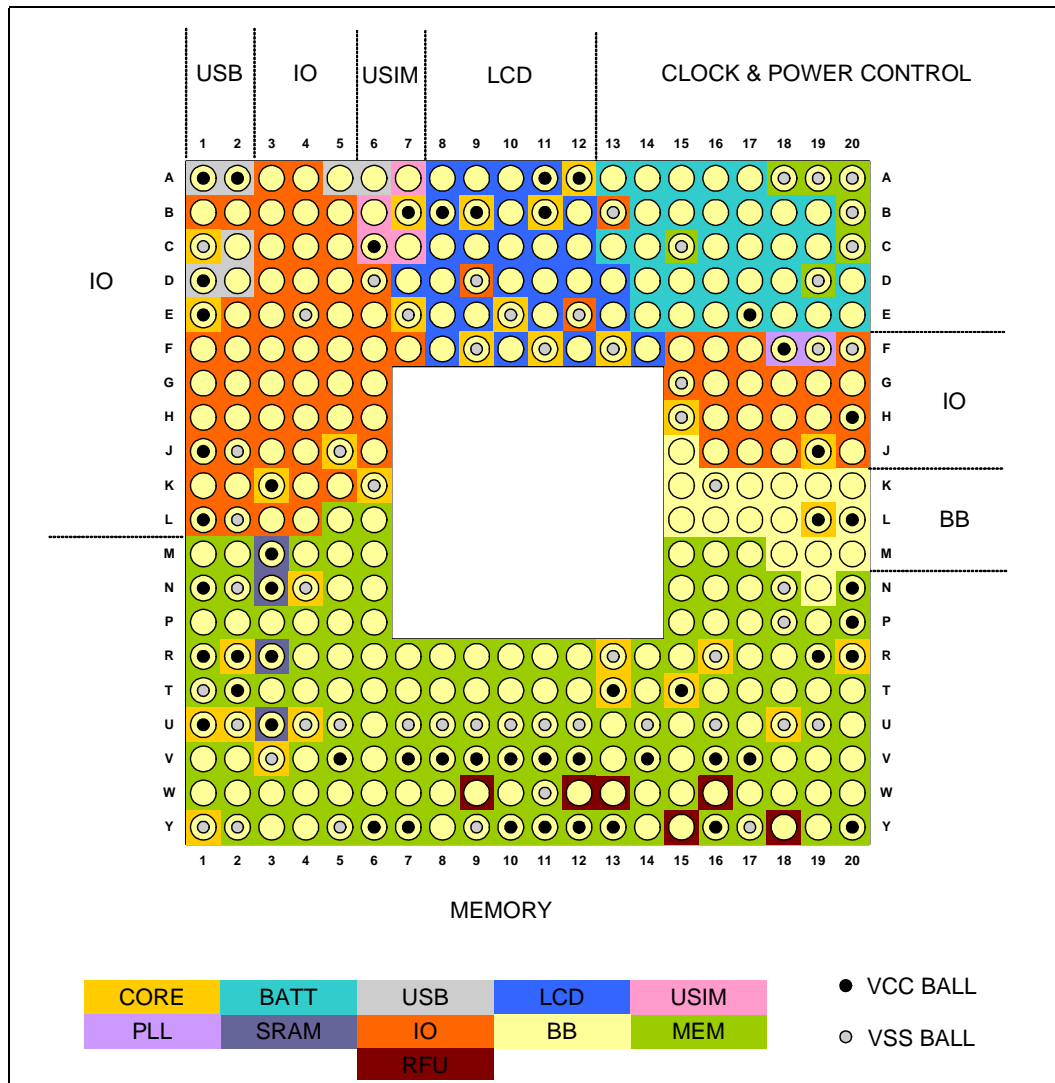 USB IO USIM LCD CLOCK & POWER CONTROL
1 2 3 4 5 6 7 8 9 10 11 12 13 14 15 16 17 18 19 20
A A
B B
C C
IO D D
E E
F F
G G
H H IO
J J
K K
L L BB
M M
N N
P P
R R
T T
U U
V V
W W
Y Y
1 2 3 4 5 6 7 8 9 10 11 12 13 14 15 16 17 18 19 20
MEMORY
CORE BATT USB LCD USIM VCC BALL
PLL SRAM IO BB MEM VSS BALL
RFU